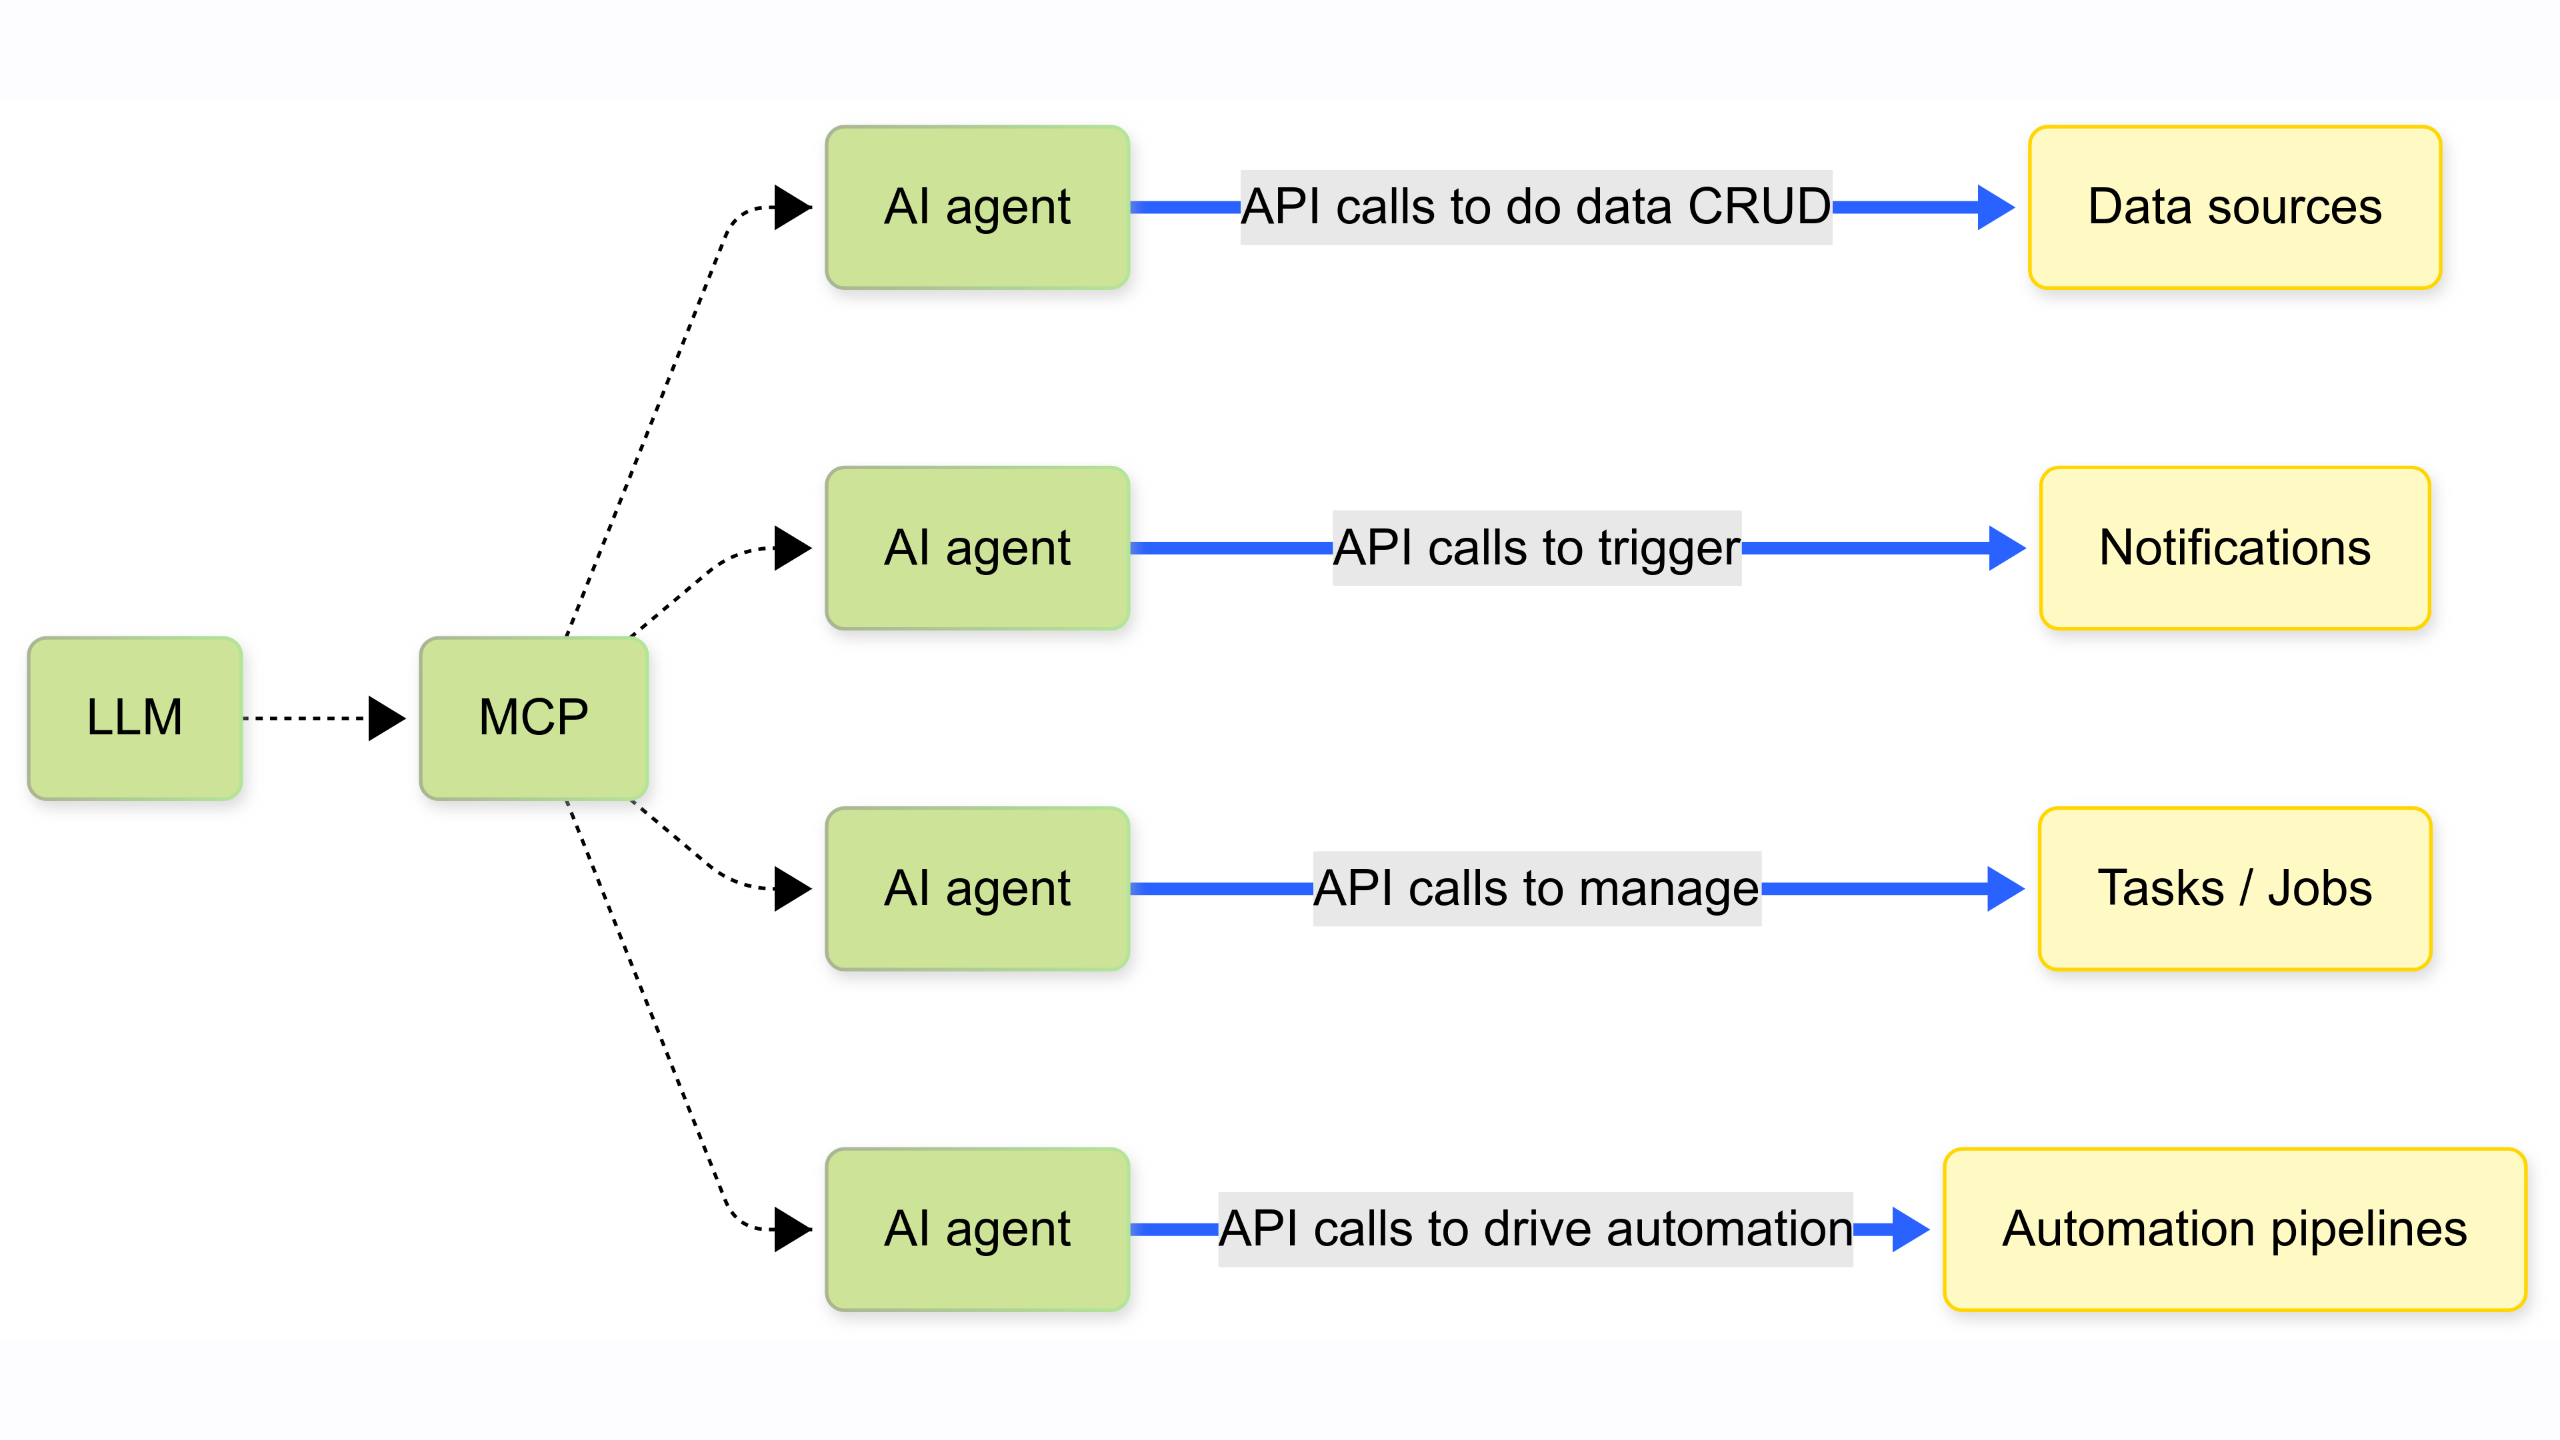 AI agent
API calls to do data CRUD
Data sources
AI agent
API calls to trigger
Notifications
LLM
MCP
AI agent
API calls to manage
Tasks / Jobs
AI agent
API calls to drive automation
Automation pipelines